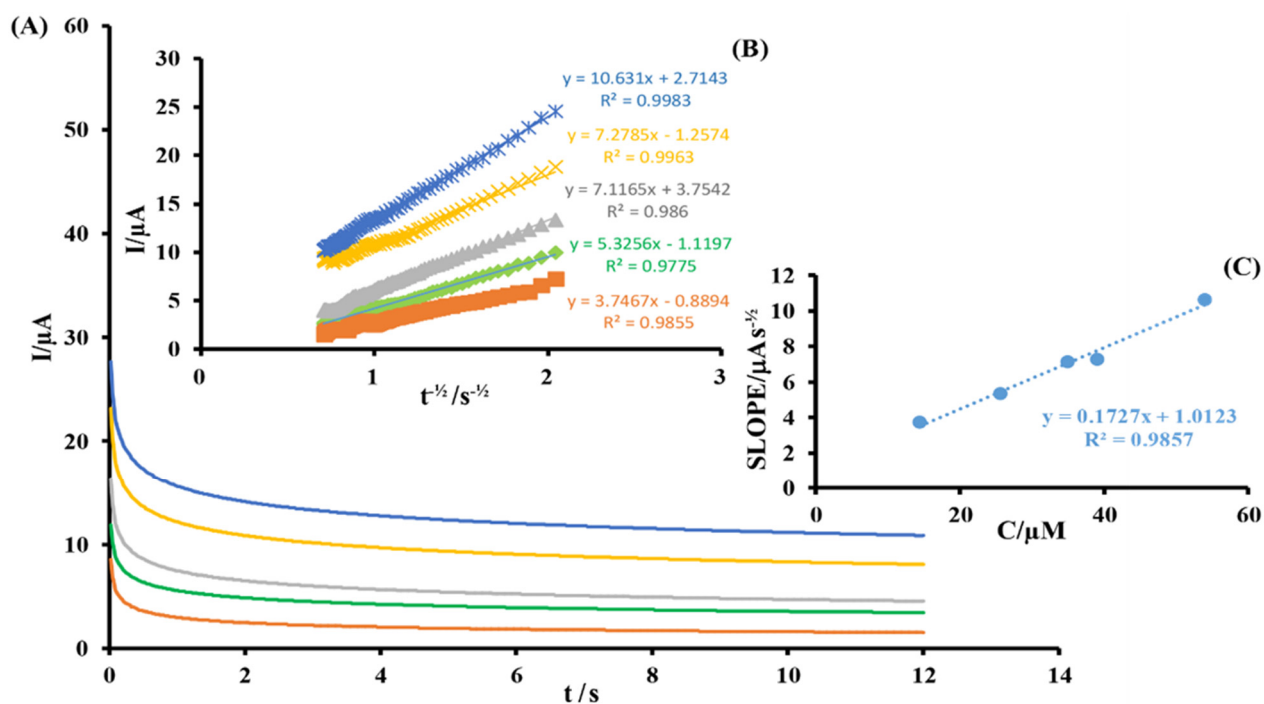 (A)
60
50
40
30
20
10
0
I/µA
0
2
4
6
8
10
12
14
t /s
(B)
30
25
20
15
10
5
0
I/µA
0
1
2
3
t⁻½/s⁻½
y = 10.631x + 2.7143
R² = 0.9983
y = 7.2785x - 1.2574
R² = 0.9963
y = 7.1165x + 3.7542
R² = 0.986
y = 5.3256x - 1.1197
R² = 0.9775
y = 3.7467x - 0.8894
R² = 0.9855
(C)
12
10
8
6
4
2
0
SLOPE/µAs⁻½
0
20
40
60
C/µM
y = 0.1727x + 1.0123
R² = 0.9857